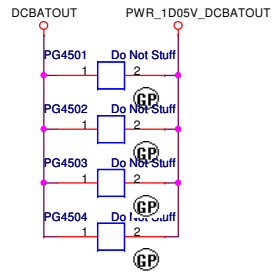 DCBATOUT PWR_1D05V_DCBATOUT
PG4501 Do Not Stuff
1 2
GP
PG4502 Do Not Stuff
1 2
GP
PG4503 Do Not Stuff
1 2
GP
PG4504 Do Not Stuff
1 2
GP